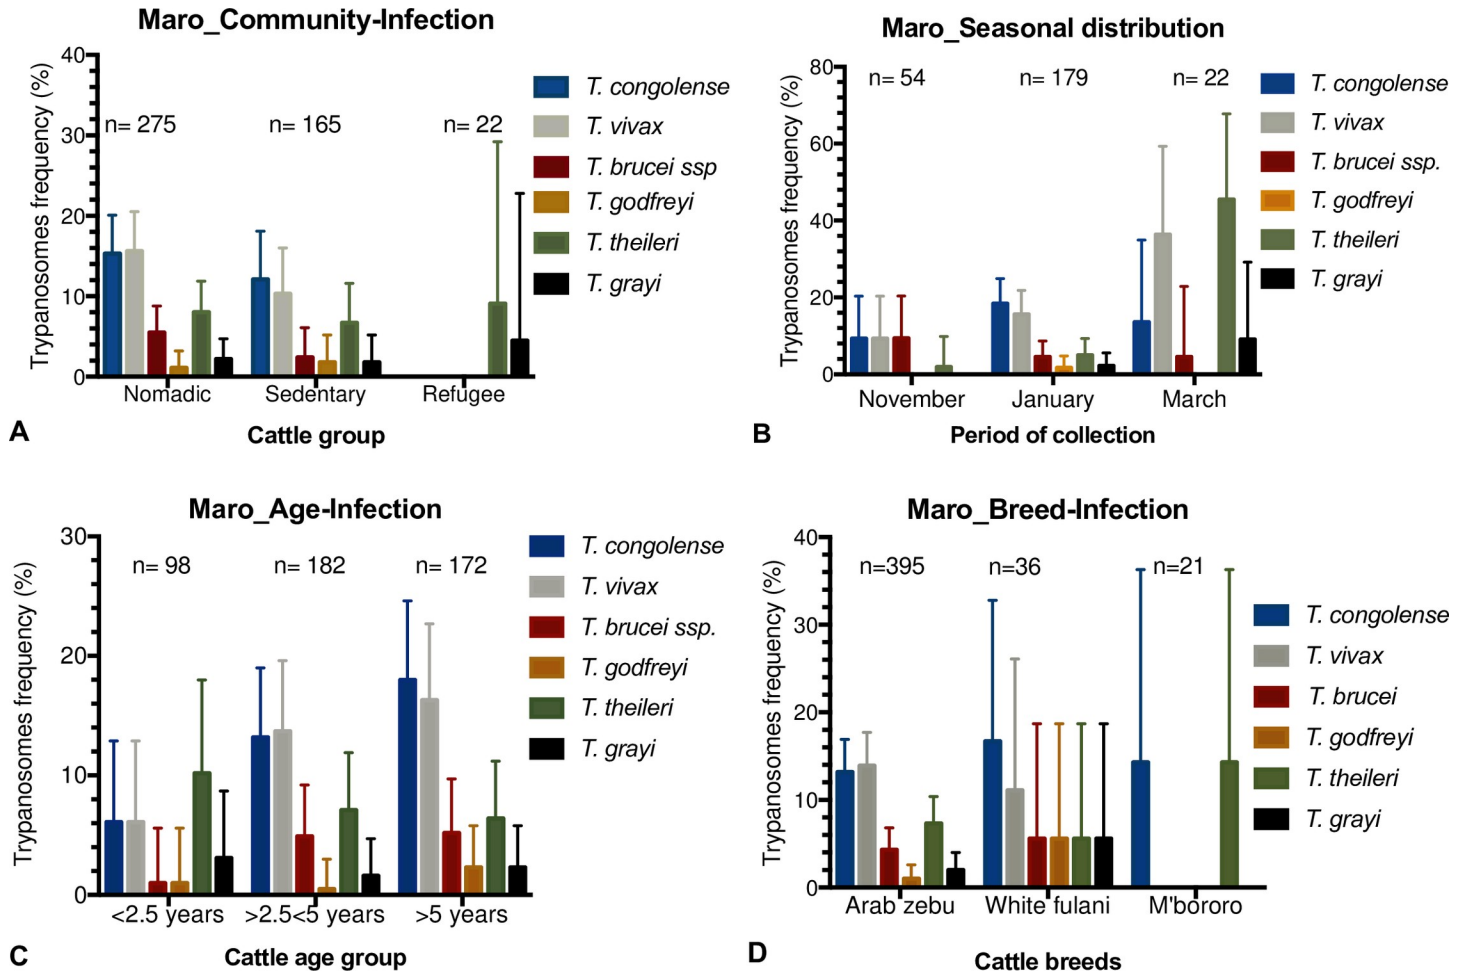 Maro_Community-Infection
Trypanosomes frequency (%)
40
30
20
10
0
n= 275
n= 165
n= 22
Nomadic
Sedentary
Refugee
Cattle group
A
T. congolense
T. vivax
T. brucei ssp
T. godfreyi
T. theileri
T. grayi
Maro_Seasonal distribution
Trypanosomes frequency (%)
80
60
40
20
0
n= 54
n= 179
n= 22
November
January
March
Period of collection
B
T. congolense
T. vivax
T. brucei ssp.
T. godfreyi
T. theileri
T. grayi
Maro_Age-Infection
Trypanosomes frequency (%)
30
20
10
0
n= 98
n= 182
n= 172
<2.5 years
>2.5<5 years
>5 years
Cattle age group
C
T. congolense
T. vivax
T. brucei ssp.
T. godfreyi
T. theileri
T. grayi
Maro_Breed-Infection
Trypanosomes frequency (%)
40
30
20
10
0
n=395
n=36
n=21
Arab zebu
White fulani
M'bororo
Cattle breeds
D
T. congolense
T. vivax
T. brucei
T. godfreyi
T. theileri
T. grayi